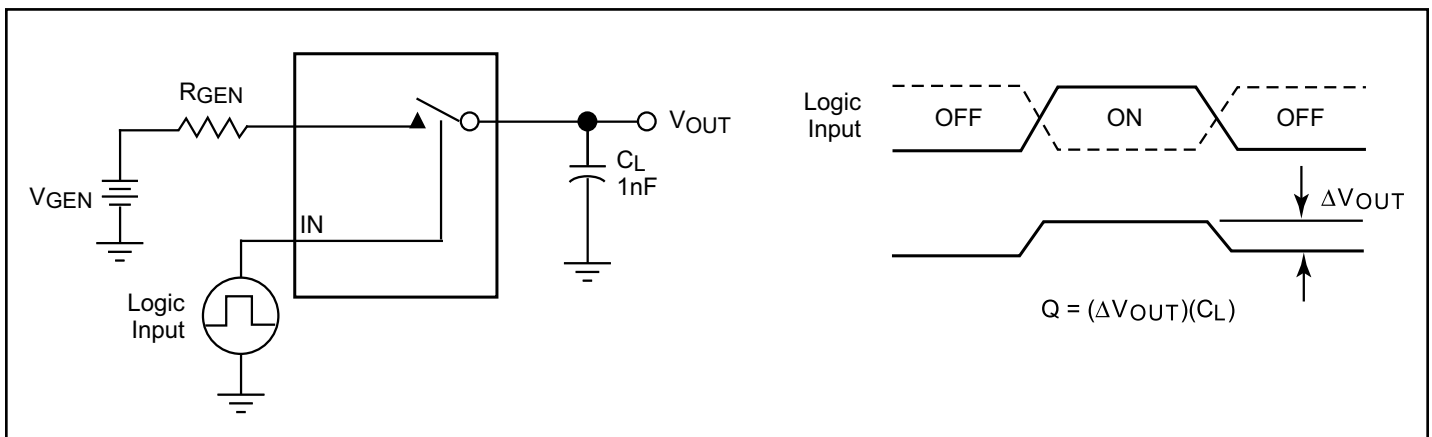 RGEN
VGEN
IN
Logic
Input
VOUT
CL
1nF
Logic
Input
OFF
ON
OFF
ΔVOUT
Q = (ΔVOUT)(CL)